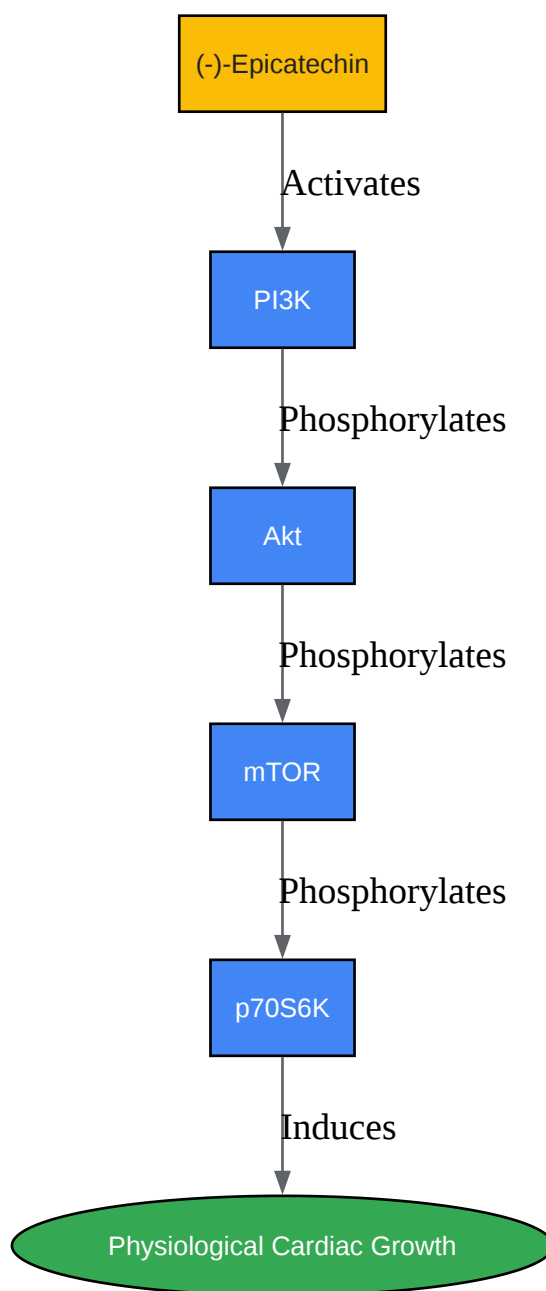 (-)-Epicatechin
Activates
PI3K
Phosphorylates
Akt
Phosphorylates
mTOR
Phosphorylates
p70S6K
Induces
Physiological Cardiac Growth